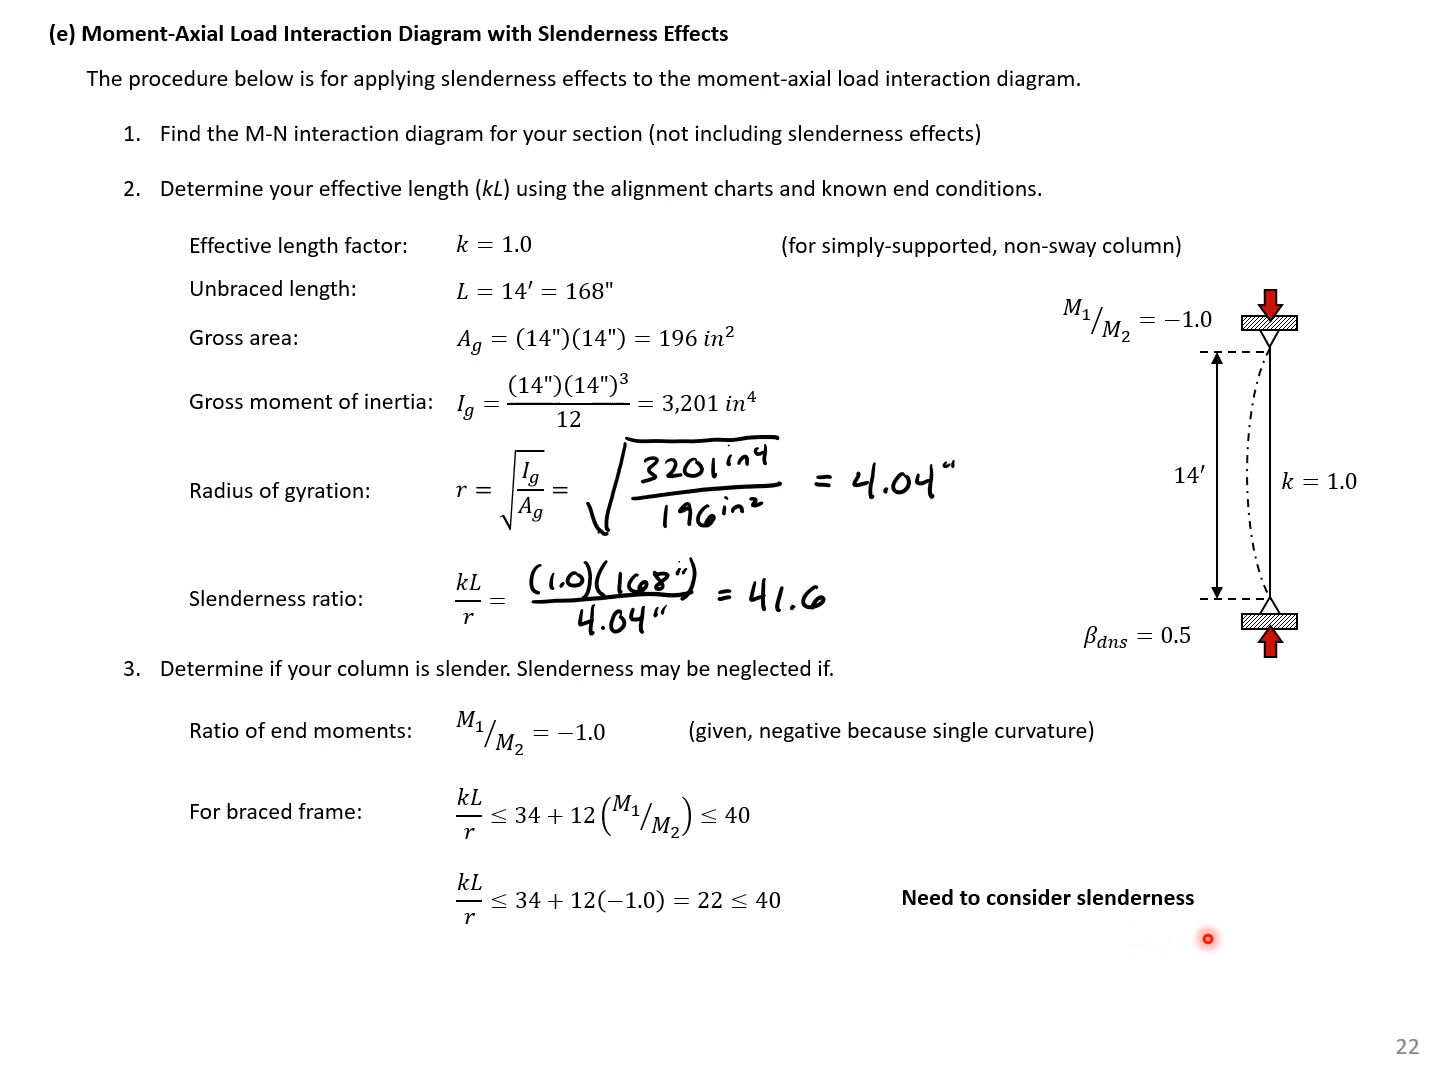 (e) Moment-Axial Load Interaction Diagram with Slenderness Effects
The procedure below is for applying slenderness effects to the moment-axial load interaction diagram.
1. Find the M-N interaction diagram for your section (not including slenderness effects)
2. Determine your effective length (kL) using the alignment charts and known end conditions.
Effective length factor: k = 1.0 (for simply-supported, non-sway column)
Unbraced length: L = 14′ = 168"
M₁/M₂ = −1.0
Gross area: A_g = (14")(14") = 196 in²
Gross moment of inertia: I_g = (14")(14")³/12 = 3,201 in⁴
Radius of gyration: r = √(I_g/A_g) = √(3201 in⁴/196 in²) = 4.04"
14′ k = 1.0
Slenderness ratio: kL/r = (1.0)(168")/4.04" = 41.6
β_dns = 0.5
3. Determine if your column is slender. Slenderness may be neglected if.
Ratio of end moments: M₁/M₂ = −1.0 (given, negative because single curvature)
For braced frame: kL/r ≤ 34 + 12(M₁/M₂) ≤ 40
kL/r ≤ 34 + 12(−1.0) = 22 ≤ 40 Need to consider slenderness
22